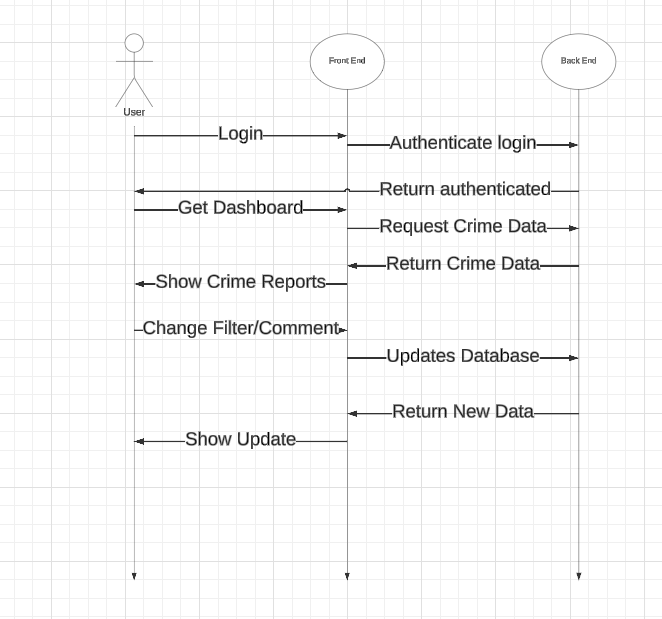 Front End
Back End
User
Login
Authenticate login
Return authenticated
Get Dashboard
Request Crime Data
Return Crime Data
Show Crime Reports
Change Filter/Comment
Updates Database
Return New Data
Show Update